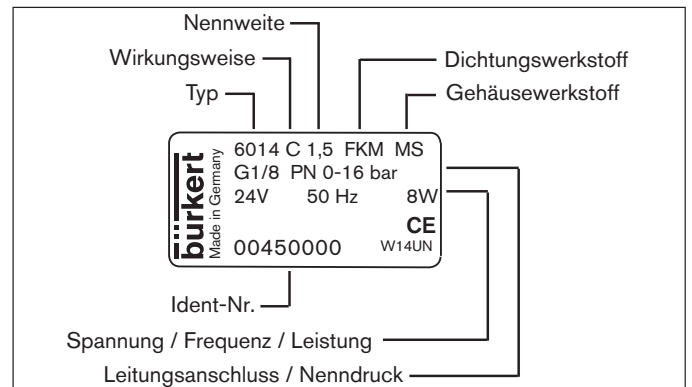 Nennweite
Wirkungsweise
Dichtungswerkstoff
Typ
Gehäusewerkstoff
bürkert
Made in Germany
6014 C 1,5 FKM MS
G1/8 PN 0-16 bar
24V 50 Hz 8W
CE
00450000 W14UN
Ident-Nr.
Spannung / Frequenz / Leistung
Leitungsanschluss / Nenndruck